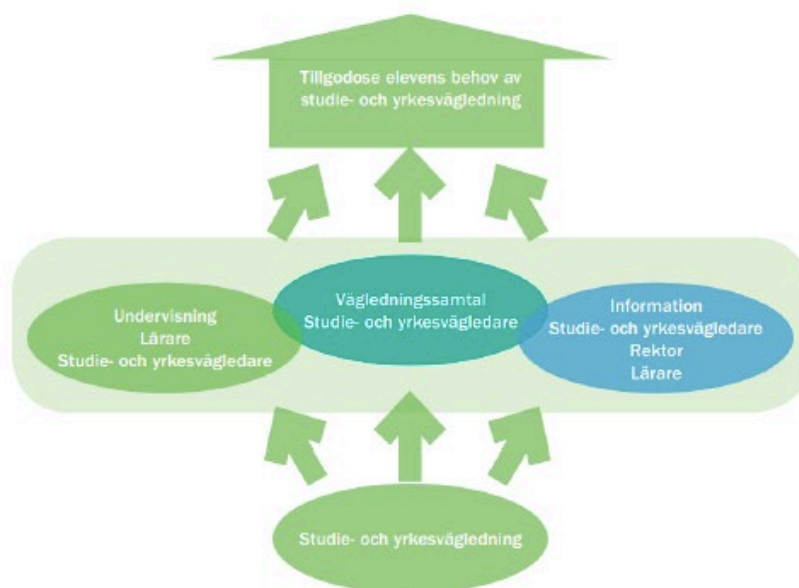 Tillgodose elevens behov av
studie- och yrkesvägledning
Undervisning
Lärare
Studie- och yrkesvägledare
Vägledningssamtal
Studie- och yrkesvägledare
Information
Studie- och yrkesvägledare
Rektor
Lärare
Studie- och yrkesvägledning